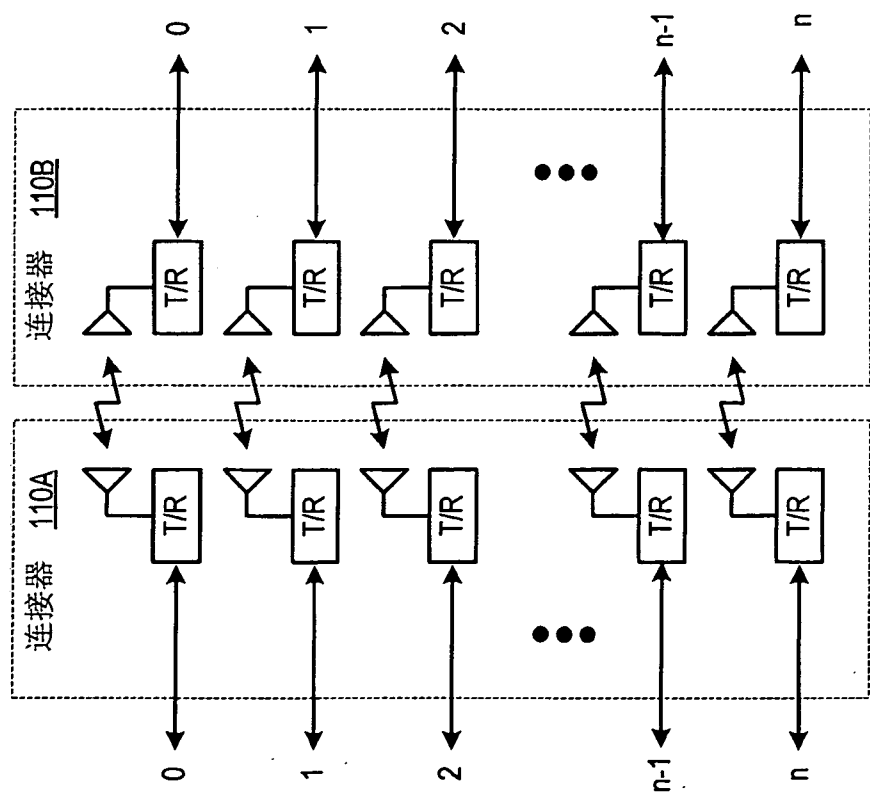 连接器 110A
连接器 110B
0 T/R T/R 0
1 T/R T/R 1
2 T/R T/R 2
n-1 T/R T/R n-1
n T/R T/R n